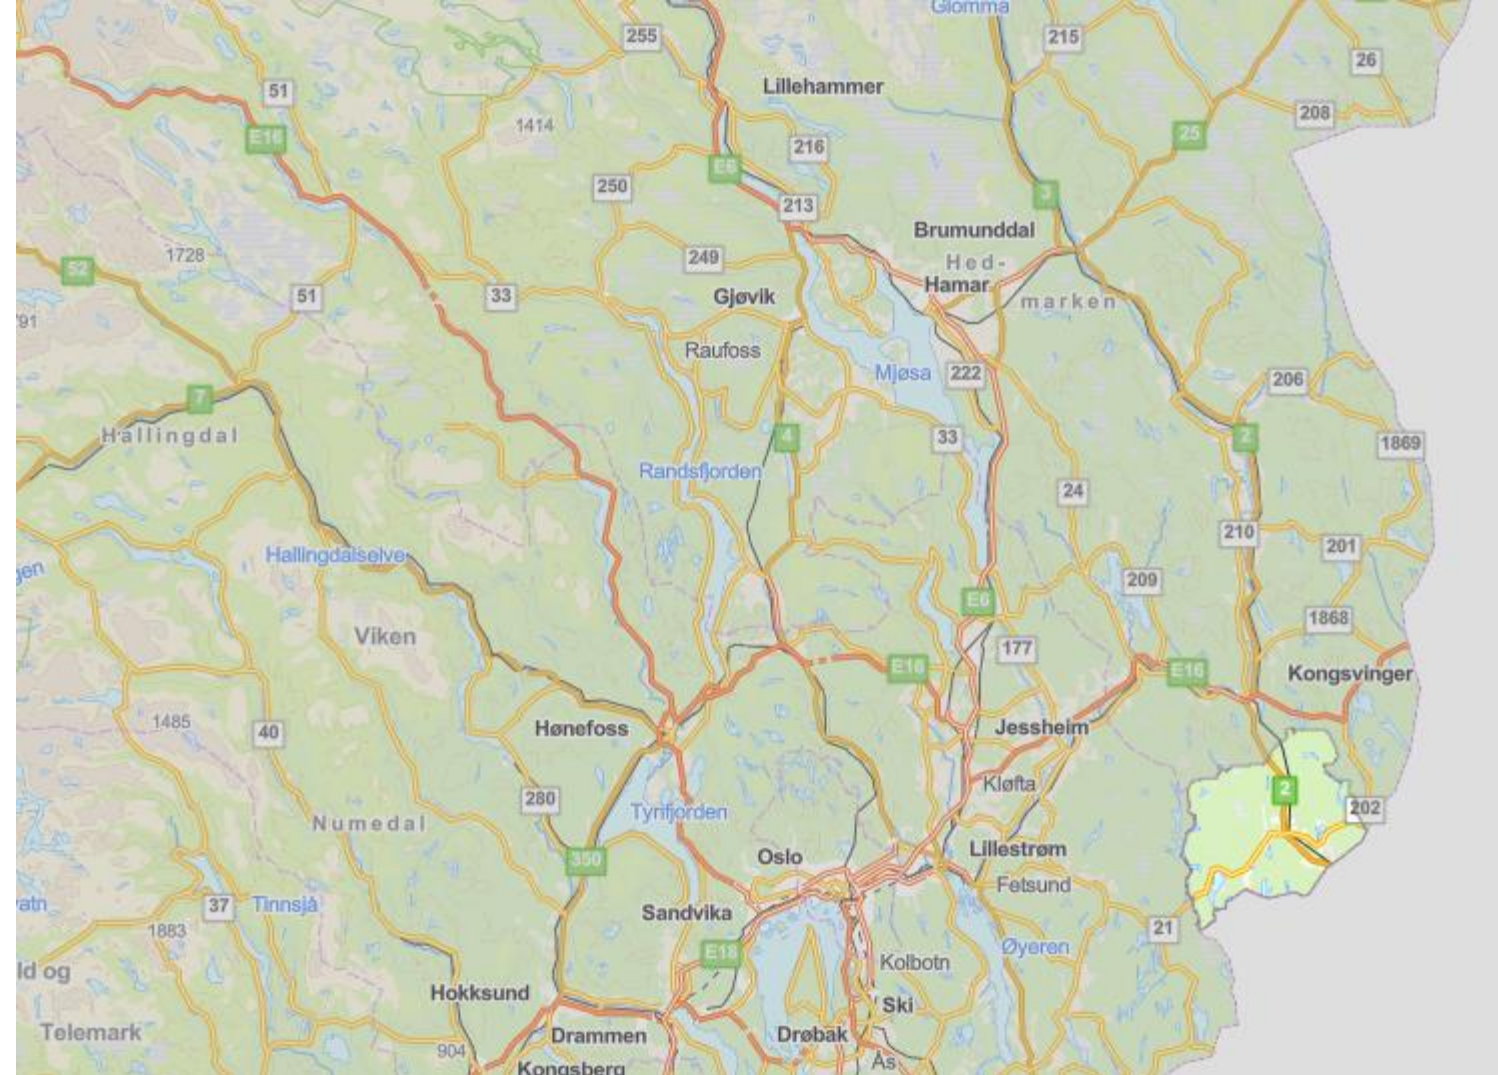 Glomma
255
215
26
Lillehammer
51
208
1414
25
E16
216
E6
250
3
213
Brumunddal
1728
249
Hed-
52
Hamar
51
33
Gjøvik
marken
791
Raufoss
Mjøsa
222
206
7
Hallingdal
4
33
2
1869
Randsfjorden
24
210
201
Hallingdalselve
209
E6
1868
Viken
177
E16
E16
Kongsvinger
1485
40
Hønefoss
Jessheim
Kløfta
2
280
Tyrifjorden
202
Numedal
350
Oslo
Lillestrøm
Fetsund
37
Tinnsjå
Sandvika
21
1883
E18
Øyeren
Kolbotn
ld og
Hokksund
Ski
Telemark
Drammen
Drøbak
904
Ås
Kongsberg